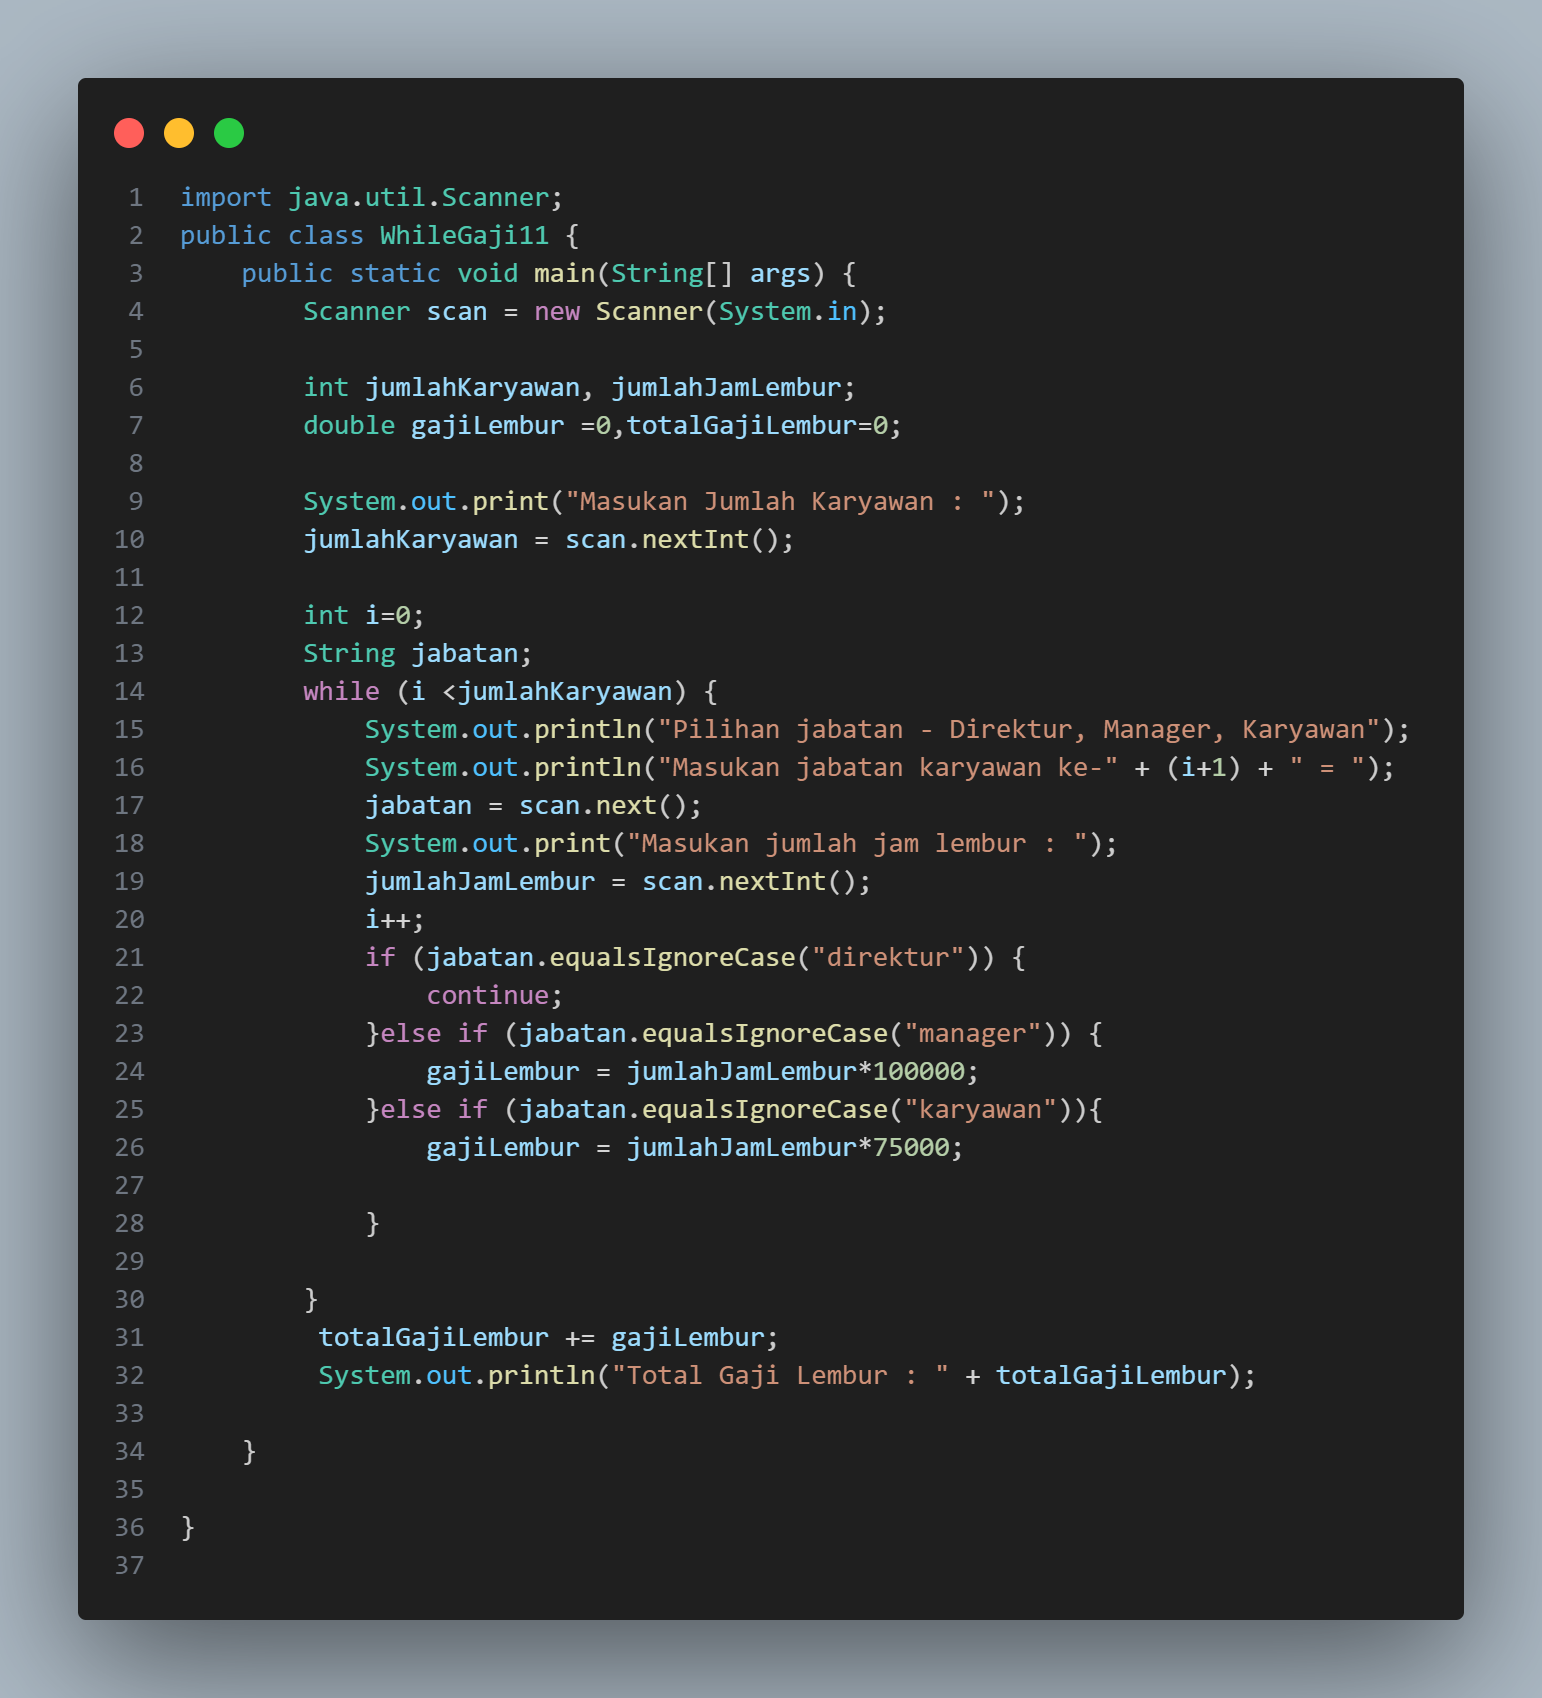 1 import java.util.Scanner;
2 public class WhileGaji11 {
3     public static void main(String[] args) {
4         Scanner scan = new Scanner(System.in);
5
6         int jumlahKaryawan, jumlahJamLembur;
7         double gajiLembur =0,totalGajiLembur=0;
8
9         System.out.print("Masukan Jumlah Karyawan : ");
10         jumlahKaryawan = scan.nextInt();
11
12         int i=0;
13         String jabatan;
14         while (i <jumlahKaryawan) {
15             System.out.println("Pilihan jabatan - Direktur, Manager, Karyawan");
16             System.out.println("Masukan jabatan karyawan ke-" + (i+1) + " = ");
17             jabatan = scan.next();
18             System.out.print("Masukan jumlah jam lembur : ");
19             jumlahJamLembur = scan.nextInt();
20             i++;
21             if (jabatan.equalsIgnoreCase("direktur")) {
22                 continue;
23             }else if (jabatan.equalsIgnoreCase("manager")) {
24                 gajiLembur = jumlahJamLembur*100000;
25             }else if (jabatan.equalsIgnoreCase("karyawan")){
26                 gajiLembur = jumlahJamLembur*75000;
27
28             }
29
30         }
31          totalGajiLembur += gajiLembur;
32          System.out.println("Total Gaji Lembur : " + totalGajiLembur);
33
34     }
35
36 }
37